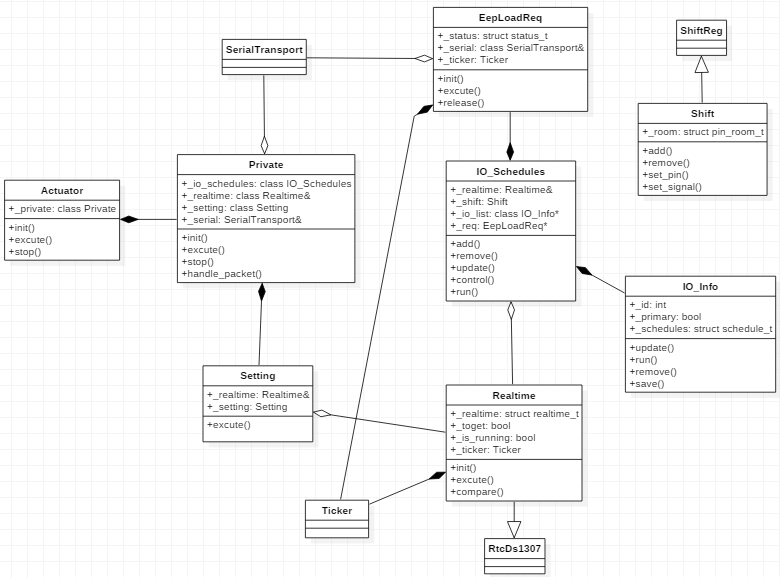 EepLoadReq
+_status: struct status_t
+_serial: class SerialTransport&
+_ticker: Ticker
+init()
+excute()
+release()
SerialTransport
ShiftReg
Shift
+_room: struct pin_room_t
+add()
+remove()
+set_pin()
+set_signal()
Private
+_io_schedules: class IO_Schedules
+_realtime: class Realtime&
+_setting: class Setting
+_serial: SerialTransport&
+init()
+excute()
+stop()
+handle_packet()
IO_Schedules
+_realtime: Realtime&
+_shift: Shift
+_io_list: class IO_Info*
+_req: EepLoadReq*
+add()
+remove()
+update()
+control()
+run()
Actuator
+_private: class Private
+init()
+excute()
+stop()
IO_Info
+_id: int
+_primary: bool
+_schedules: struct schedule_t
+update()
+run()
+remove()
+save()
Setting
+_realtime: Realtime&
+_setting: Setting
+excute()
Realtime
+_realtime: struct realtime_t
+_toget: bool
+_is_running: bool
+_ticker: Ticker
+init()
+excute()
+compare()
Ticker
RtcDs1307